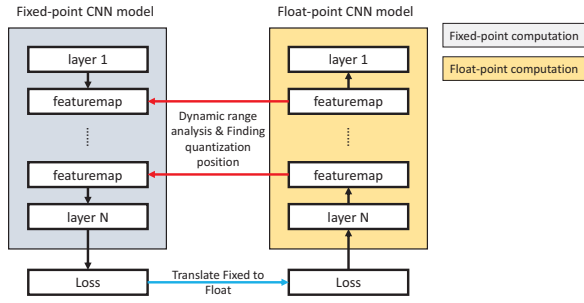 Fixed-point CNN model
Float-point CNN model
layer 1
layer 1
Fixed-point computation
Float-point computation
featuremap
featuremap
Dynamic range
analysis & Finding
quantization
position
featuremap
featuremap
layer N
layer N
Loss
Translate Fixed to
Float
Loss